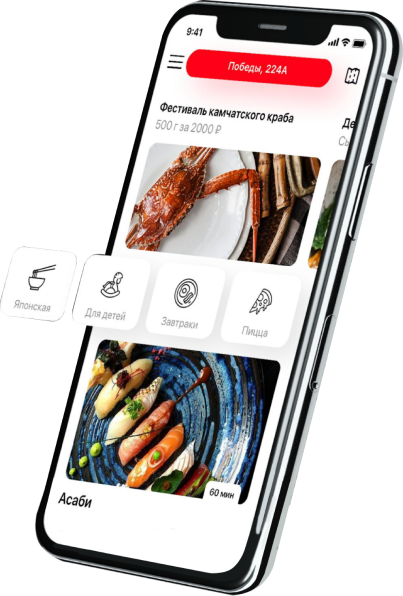 9:41
Победы, 224А
Фестиваль камчатского краба
500 г за 2000 ₽
Де
Сы
Японская
Для детей
Завтраки
Пицца
60 мин
Асаби